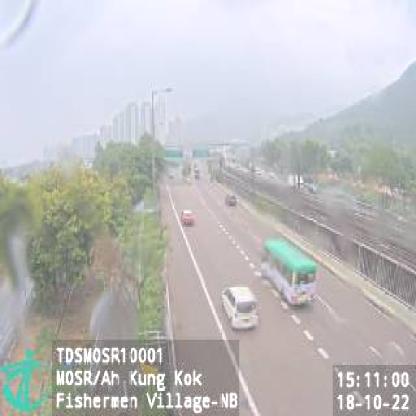 TDSMOSR10001
MOSR/Ah Kung Kok
Fishermen Village-NB
15:11:00
18-10-22